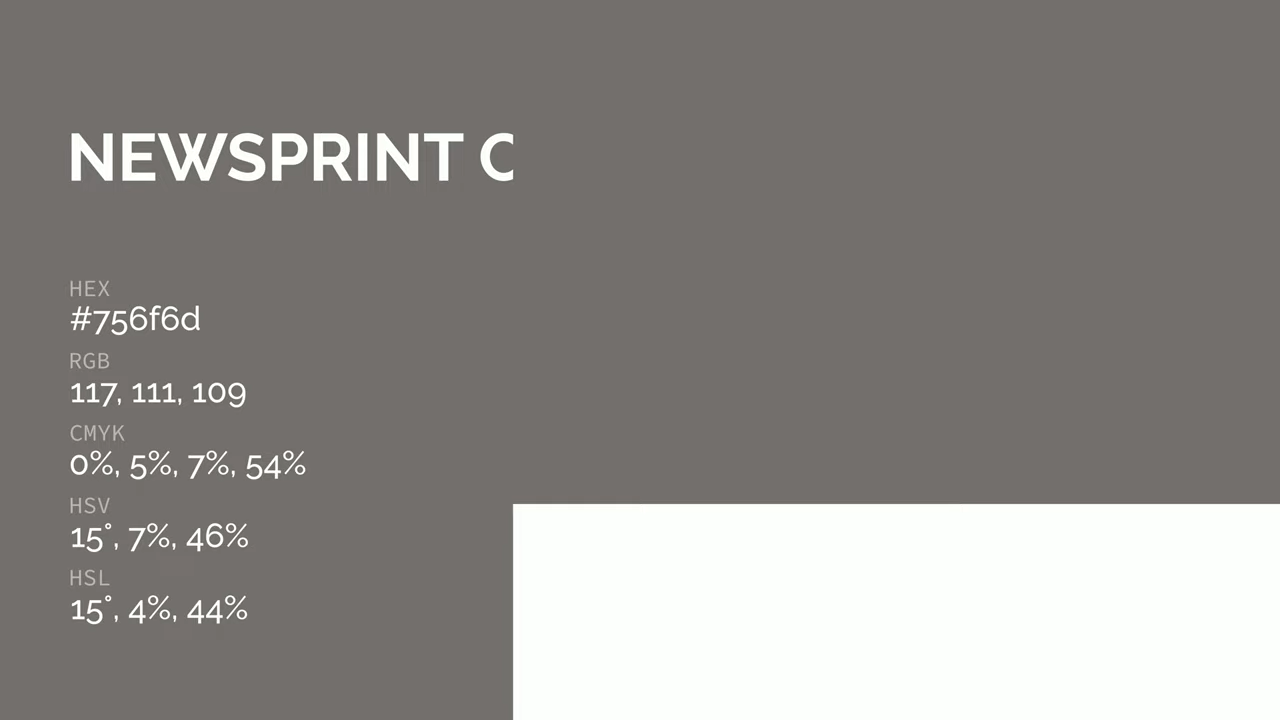 NEWSPRINT C
HEX
#756f6d
RGB
117, 111, 109
CMYK
0%, 5%, 7%, 54%
HSV
15°, 7%, 46%
HSL
15°, 4%, 44%